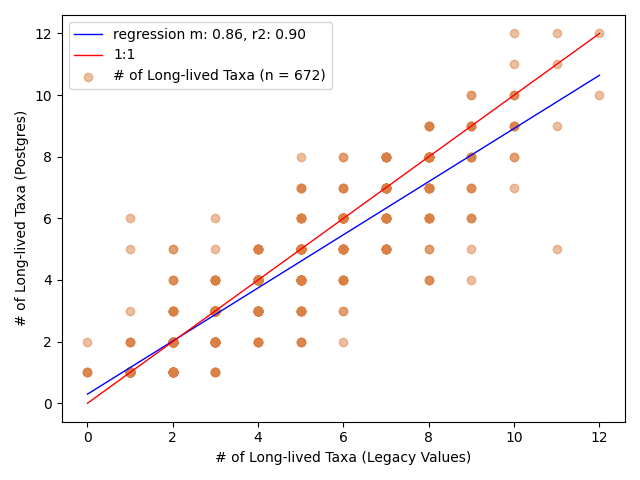 regression m: 0.86, r2: 0.90
1:1
# of Long-lived Taxa (n = 672)
# of Long-lived Taxa (Postgres)
12
10
8
6
4
2
0
0 2 4 6 8 10 12
# of Long-lived Taxa (Legacy Values)